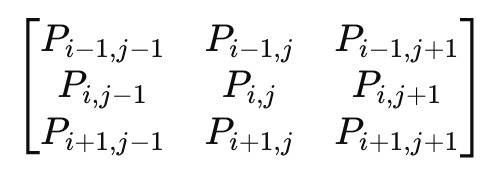 P_{i-1,j-1} P_{i-1,j} P_{i-1,j+1}
P_{i,j-1} P_{i,j} P_{i,j+1}
P_{i+1,j-1} P_{i+1,j} P_{i+1,j+1}